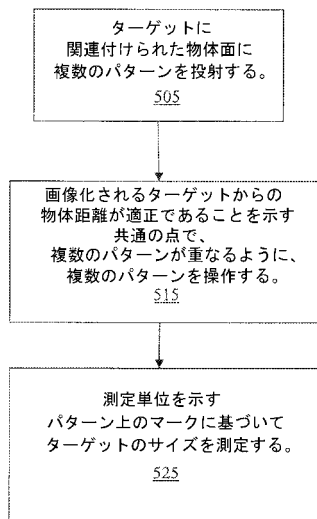 ターゲットに
関連付けられた物体面に
複数のパターンを投射する。
505
画像化されるターゲットからの
物体距離が適正であることを示す
共通の点で、
複数のパターンが重なるように、
複数のパターンを操作する。
515
測定単位を示す
パターン上のマークに基づいて
ターゲットのサイズを測定する。
525